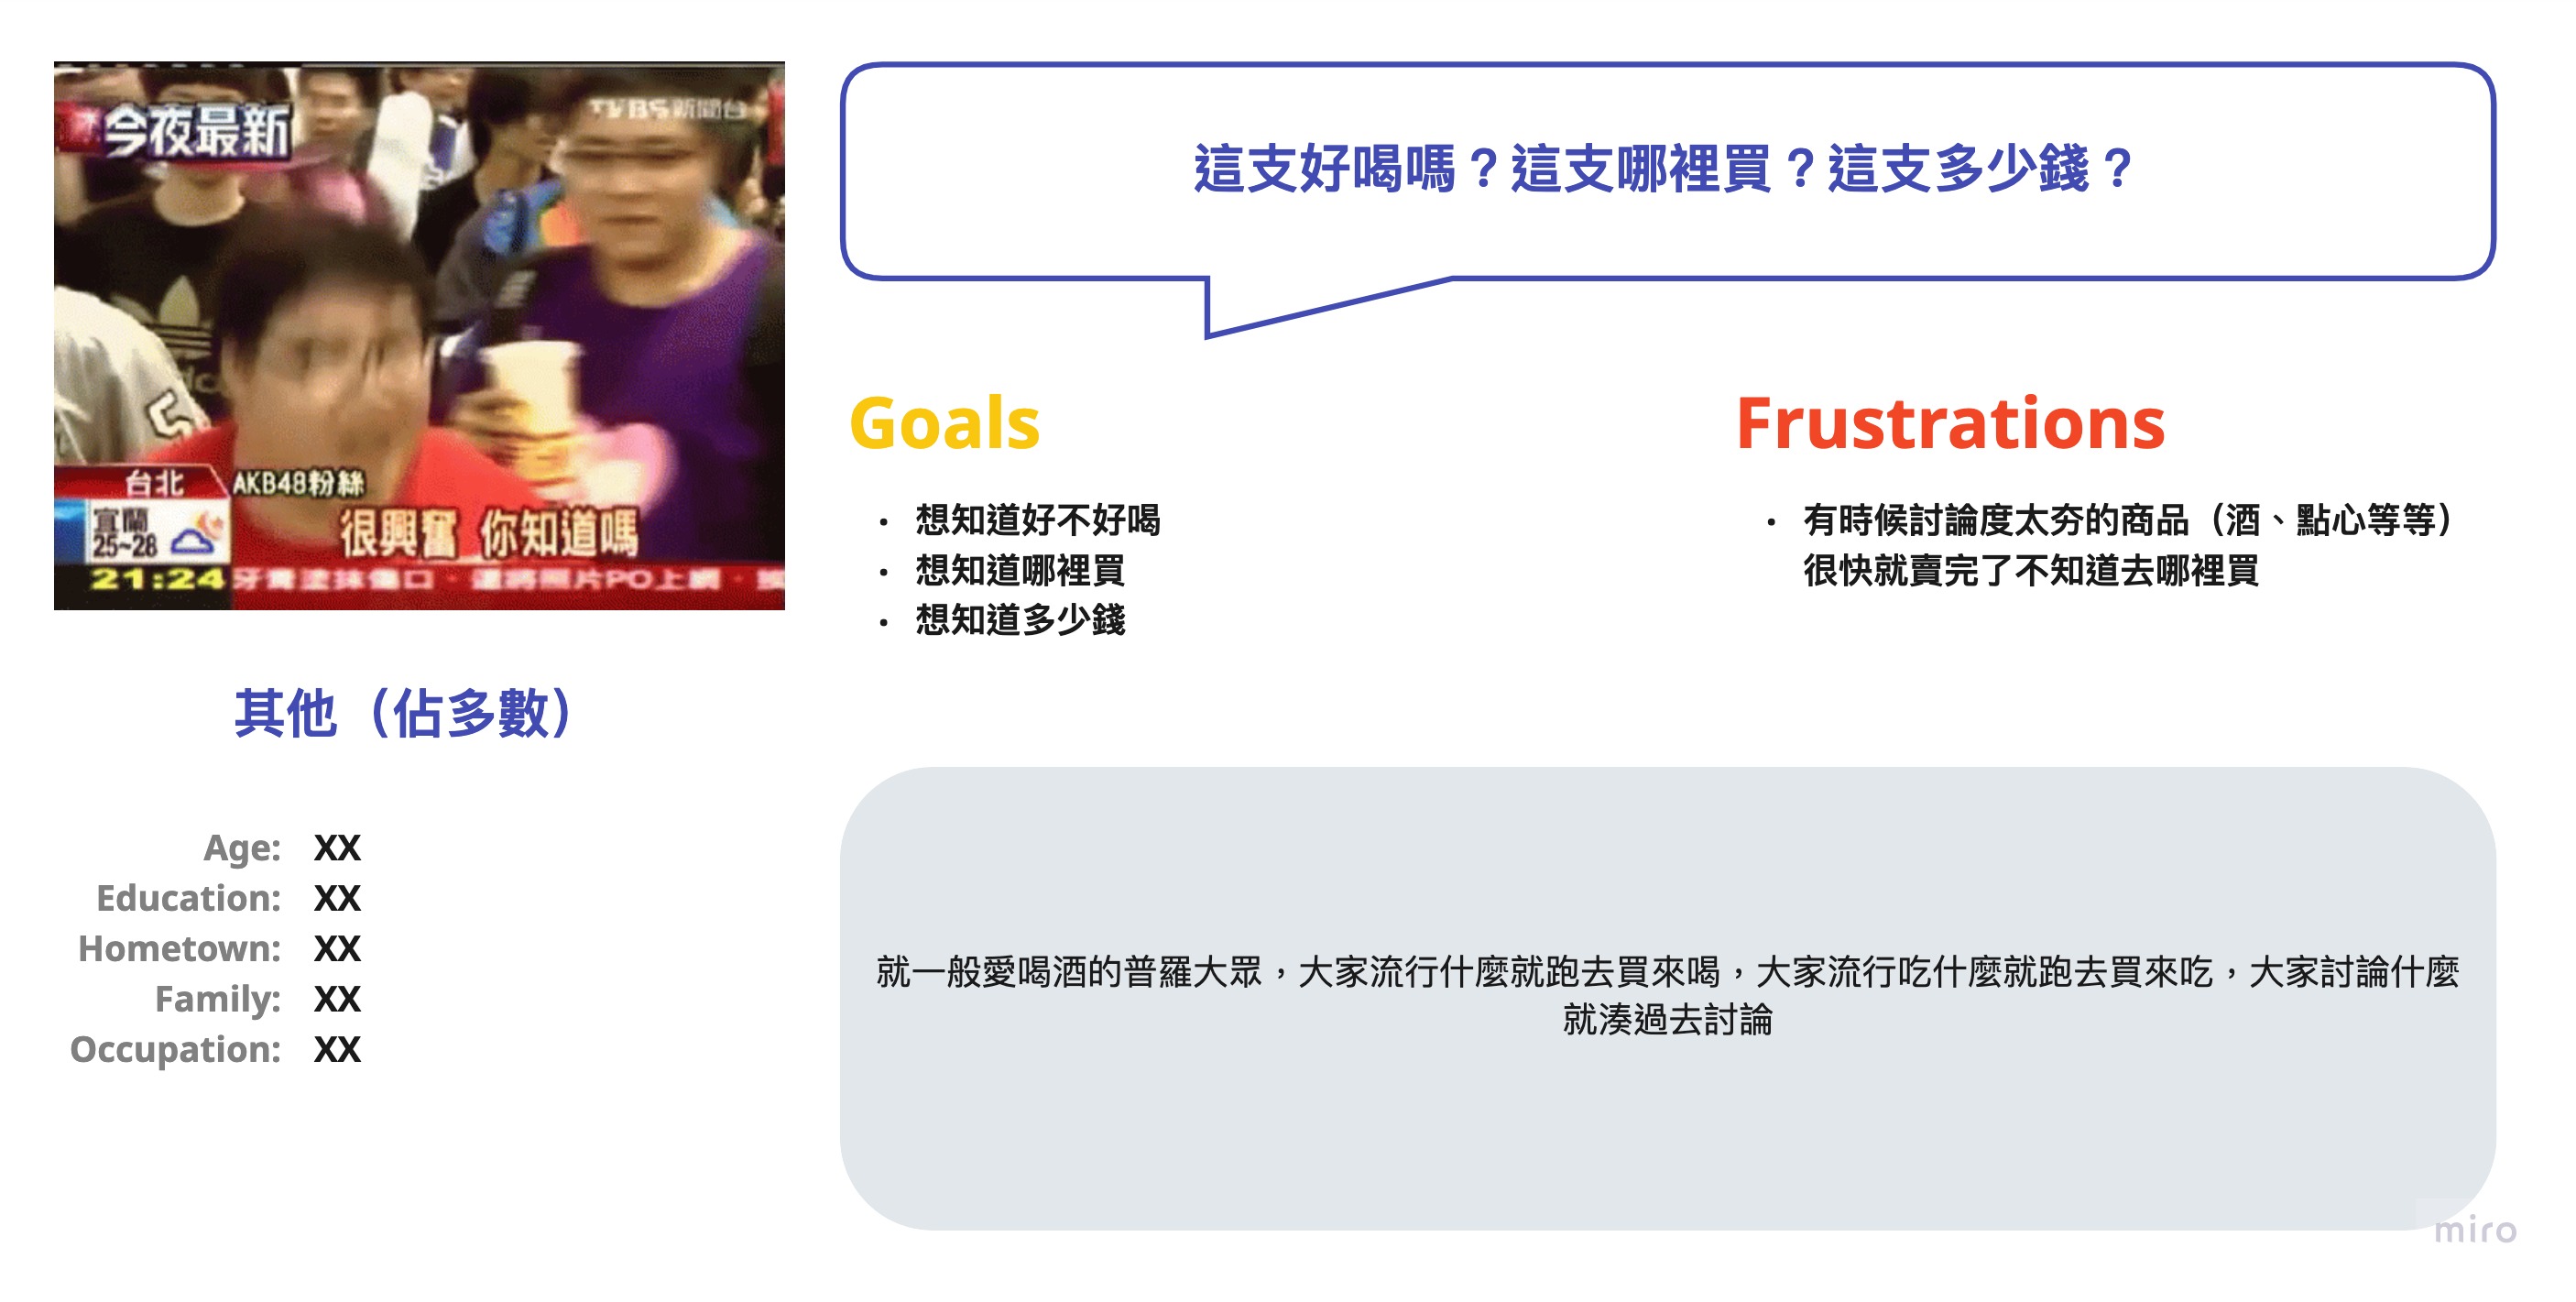 今夜最新
TVBS新聞台
台北
AKB48粉絲
宜蘭
25~28
很興奮 你知道嗎
21:24
這支好喝嗎？這支哪裡買？這支多少錢？
Goals
• 想知道好不好喝
• 想知道哪裡買
• 想知道多少錢
Frustrations
• 有時候討論度太夯的商品（酒、點心等等）
很快就賣完了不知道去哪裡買
其他（佔多數）
Age: XX
Education: XX
Hometown: XX
Family: XX
Occupation: XX
就一般愛喝酒的普羅大眾，大家流行什麼就跑去買來喝，大家流行吃什麼就跑去買來吃，大家討論什麼
就湊過去討論
miro